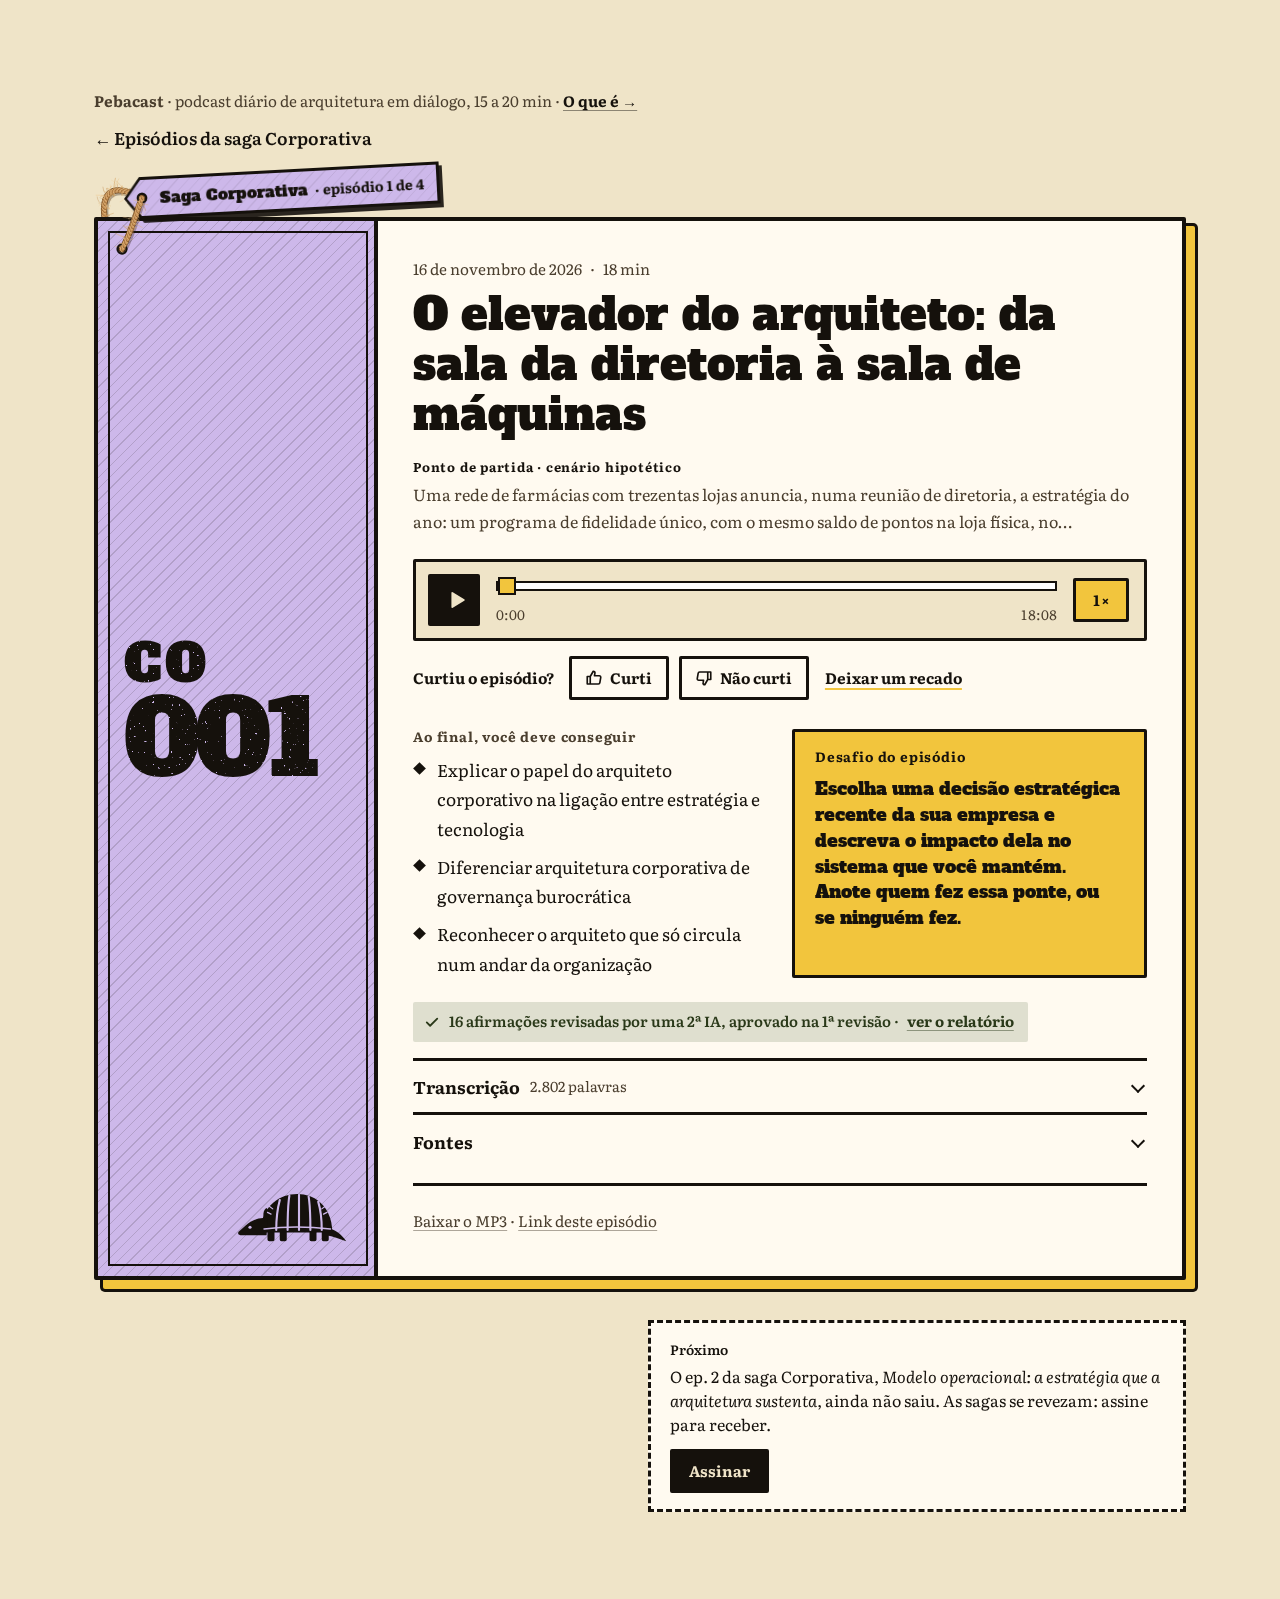 Pebacast · podcast diário de arquitetura em diálogo, 15 a 20 min · O que é →
← Episódios da saga Corporativa
Saga Corporativa · episódio 1 de 4
CO
001
16 de novembro de 2026 · 18 min
O elevador do arquiteto: da
sala da diretoria à sala de
máquinas
Ponto de partida · cenário hipotético
Uma rede de farmácias com trezentas lojas anuncia, numa reunião de diretoria, a estratégia do
ano: um programa de fidelidade único, com o mesmo saldo de pontos na loja física, no…
0:00
18:08
1×
Curtiu o episódio?
Curti
Não curti
Deixar um recado
Ao final, você deve conseguir
Explicar o papel do arquiteto
corporativo na ligação entre estratégia e
tecnologia
Diferenciar arquitetura corporativa de
governança burocrática
Reconhecer o arquiteto que só circula
num andar da organização
Desafio do episódio
Escolha uma decisão estratégica
recente da sua empresa e
descreva o impacto dela no
sistema que você mantém.
Anote quem fez essa ponte, ou
se ninguém fez.
16 afirmações revisadas por uma 2ª IA, aprovado na 1ª revisão · ver o relatório
Transcrição 2.802 palavras
Fontes
Baixar o MP3 · Link deste episódio
Próximo
O ep. 2 da saga Corporativa, Modelo operacional: a estratégia que a
arquitetura sustenta, ainda não saiu. As sagas se revezam: assine
para receber.
Assinar